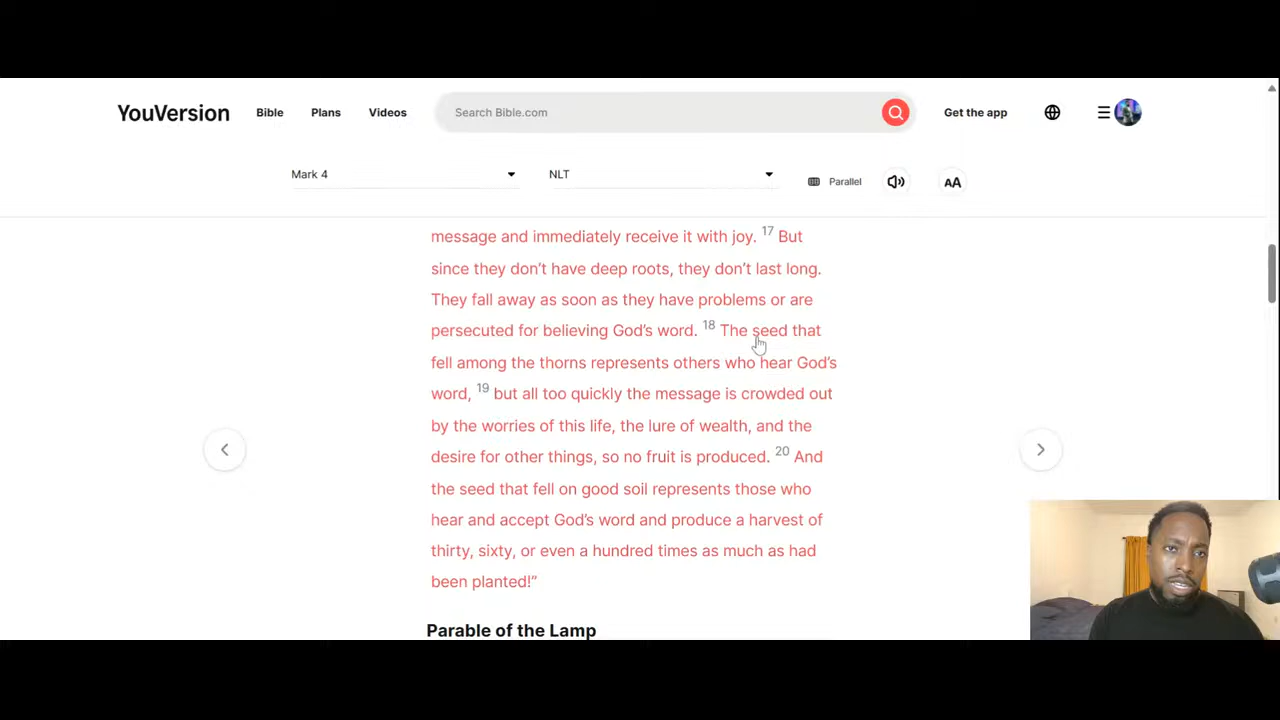 YouVersion Bible Plans Videos Search Bible.com Get the app
Mark 4 NLT Parallel AA
message and immediately receive it with joy. 17 But
since they don’t have deep roots, they don’t last long.
They fall away as soon as they have problems or are
persecuted for believing God’s word. 18 The seed that
fell among the thorns represents others who hear God’s
word, 19 but all too quickly the message is crowded out
by the worries of this life, the lure of wealth, and the
desire for other things, so no fruit is produced. 20 And
the seed that fell on good soil represents those who
hear and accept God’s word and produce a harvest of
thirty, sixty, or even a hundred times as much as had
been planted!”
Parable of the Lamp